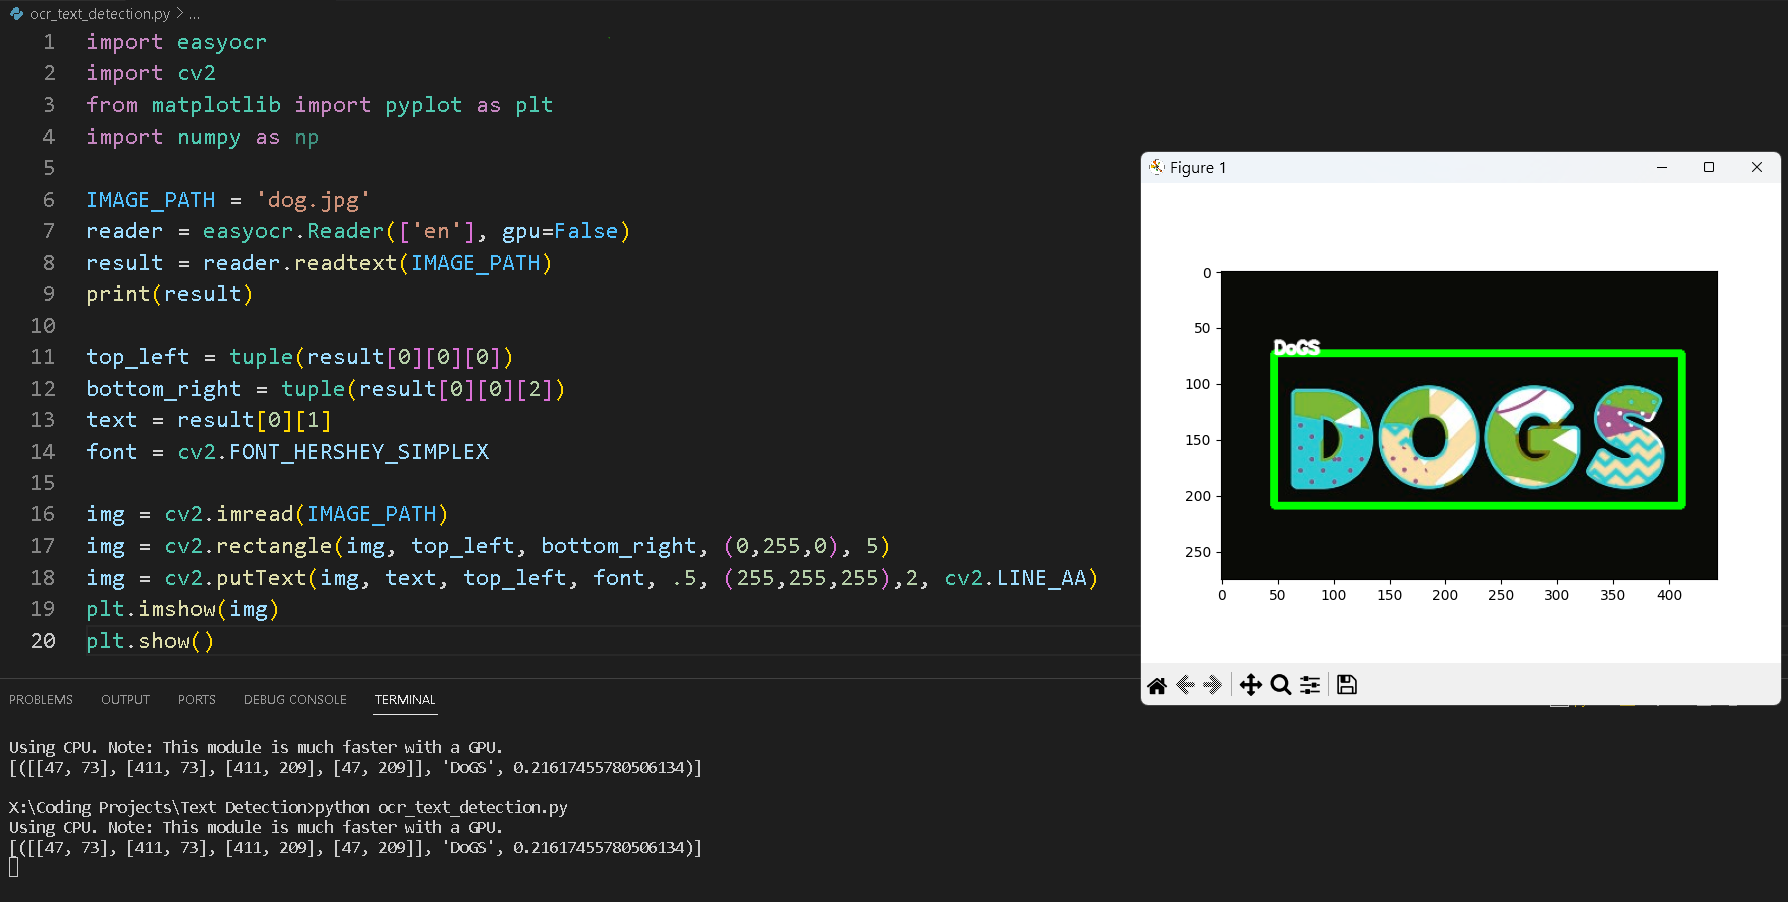 ocr_text_detection.py > ...
1 import easyocr
2 import cv2
3 from matplotlib import pyplot as plt
4 import numpy as np
5
6 IMAGE_PATH = 'dog.jpg'
7 reader = easyocr.Reader(['en'], gpu=False)
8 result = reader.readtext(IMAGE_PATH)
9 print(result)
10
11 top_left = tuple(result[0][0][0])
12 bottom_right = tuple(result[0][0][2])
13 text = result[0][1]
14 font = cv2.FONT_HERSHEY_SIMPLEX
15
16 img = cv2.imread(IMAGE_PATH)
17 img = cv2.rectangle(img, top_left, bottom_right, (0,255,0), 5)
18 img = cv2.putText(img, text, top_left, font, .5, (255,255,255),2, cv2.LINE_AA)
19 plt.imshow(img)
20 plt.show()
Figure 1
0
50
100
150
200
250
DoGS
DOGS
0 50 100 150 200 250 300 350 400
PROBLEMS OUTPUT PORTS DEBUG CONSOLE TERMINAL
Using CPU. Note: This module is much faster with a GPU.
[([[47, 73], [411, 73], [411, 209], [47, 209]], 'DoGS', 0.21617455780506134)]
X:\Coding Projects\Text Detection>python ocr_text_detection.py
Using CPU. Note: This module is much faster with a GPU.
[([[47, 73], [411, 73], [411, 209], [47, 209]], 'DoGS', 0.21617455780506134)]